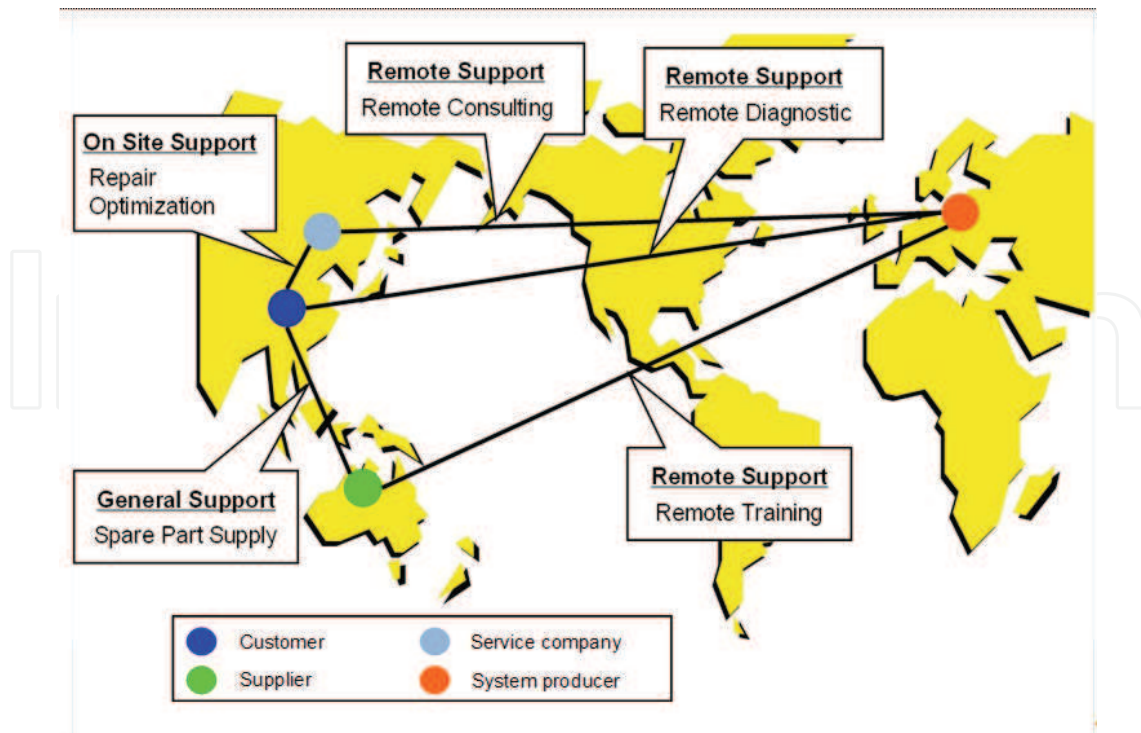 Remote Support
Remote Consulting
Remote Support
Remote Diagnostic
On Site Support
Repair
Optimization
General Support
Spare Part Supply
Remote Support
Remote Training
Customer
Service company
Supplier
System producer